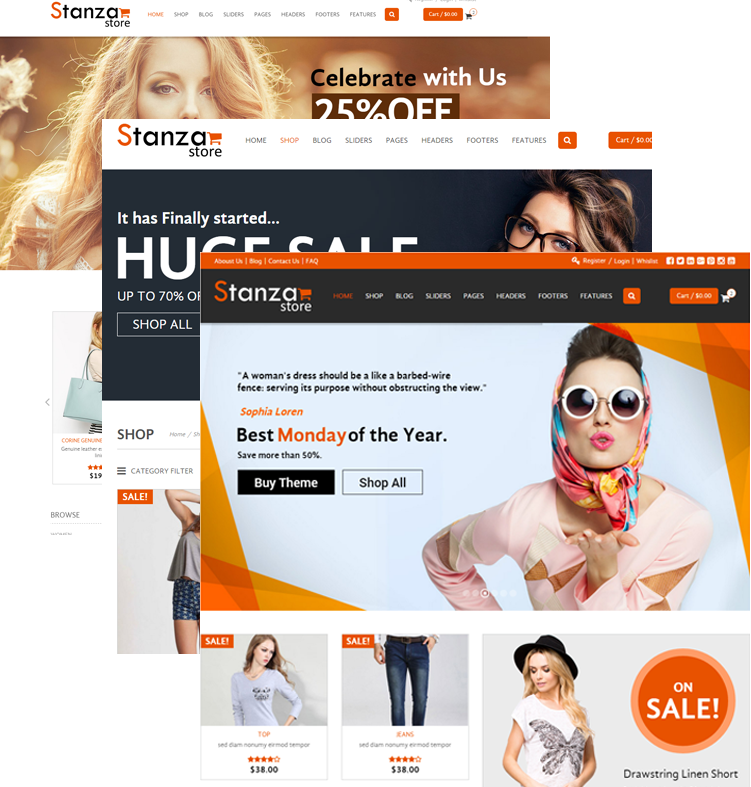 Stanza
store
HOME SHOP BLOG SLIDERS PAGES HEADERS FOOTERS FEATURES
Cart / $0.00
Celebrate with Us
25%OFF
Stanza
store
HOME SHOP BLOG SLIDERS PAGES HEADERS FOOTERS FEATURES
Cart / $0.00
It has Finally started...
HUGE SALE
UP TO 70% OF
SHOP ALL
CORINE GENUINE
Genuine leather
$19
BROWSE
SHOP
Home / Sh
CATEGORY FILTER
SALE!
Aboust Us | Blog | Contact Us | FAQ
Register / Login | Whislist
Stanza
store
HOME SHOP BLOG SLIDERS PAGES HEADERS FOOTERS FEATURES
Cart / $0.00
"A woman's dress should be a like a barbed-wire
fence: serving its purpose without obstructing the view."
Sophia Loren
Best Monday of the Year.
Save more than 50%.
Buy Theme
Shop All
SALE!
TOP
sed diam nonumy eirmod tempor
$38.00
SALE!
JEANS
sed diam nonumy eirmod tempor
$38.00
ON
SALE!
Drawstring Linen Short